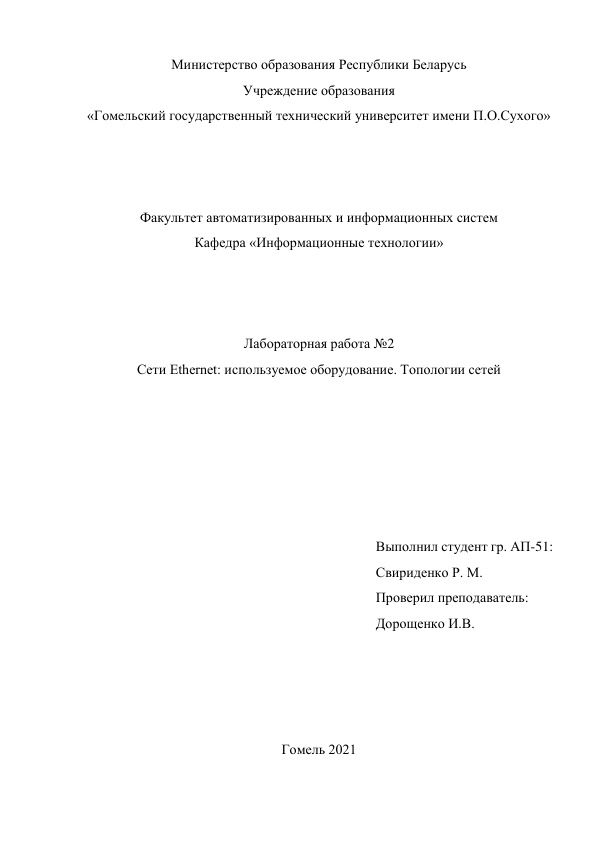 Министерство образования Республики Беларусь
Учреждение образования
«Гомельский государственный технический университет имени П.О.Сухого»
Факультет автоматизированных и информационных систем
Кафедра «Информационные технологии»
Лабораторная работа №2
Сети Ethernet: используемое оборудование. Топологии сетей
Выполнил студент гр. АП-51:
Свириденко Р. М.
Проверил преподаватель:
Дорощенко И.В.
Гомель 2021